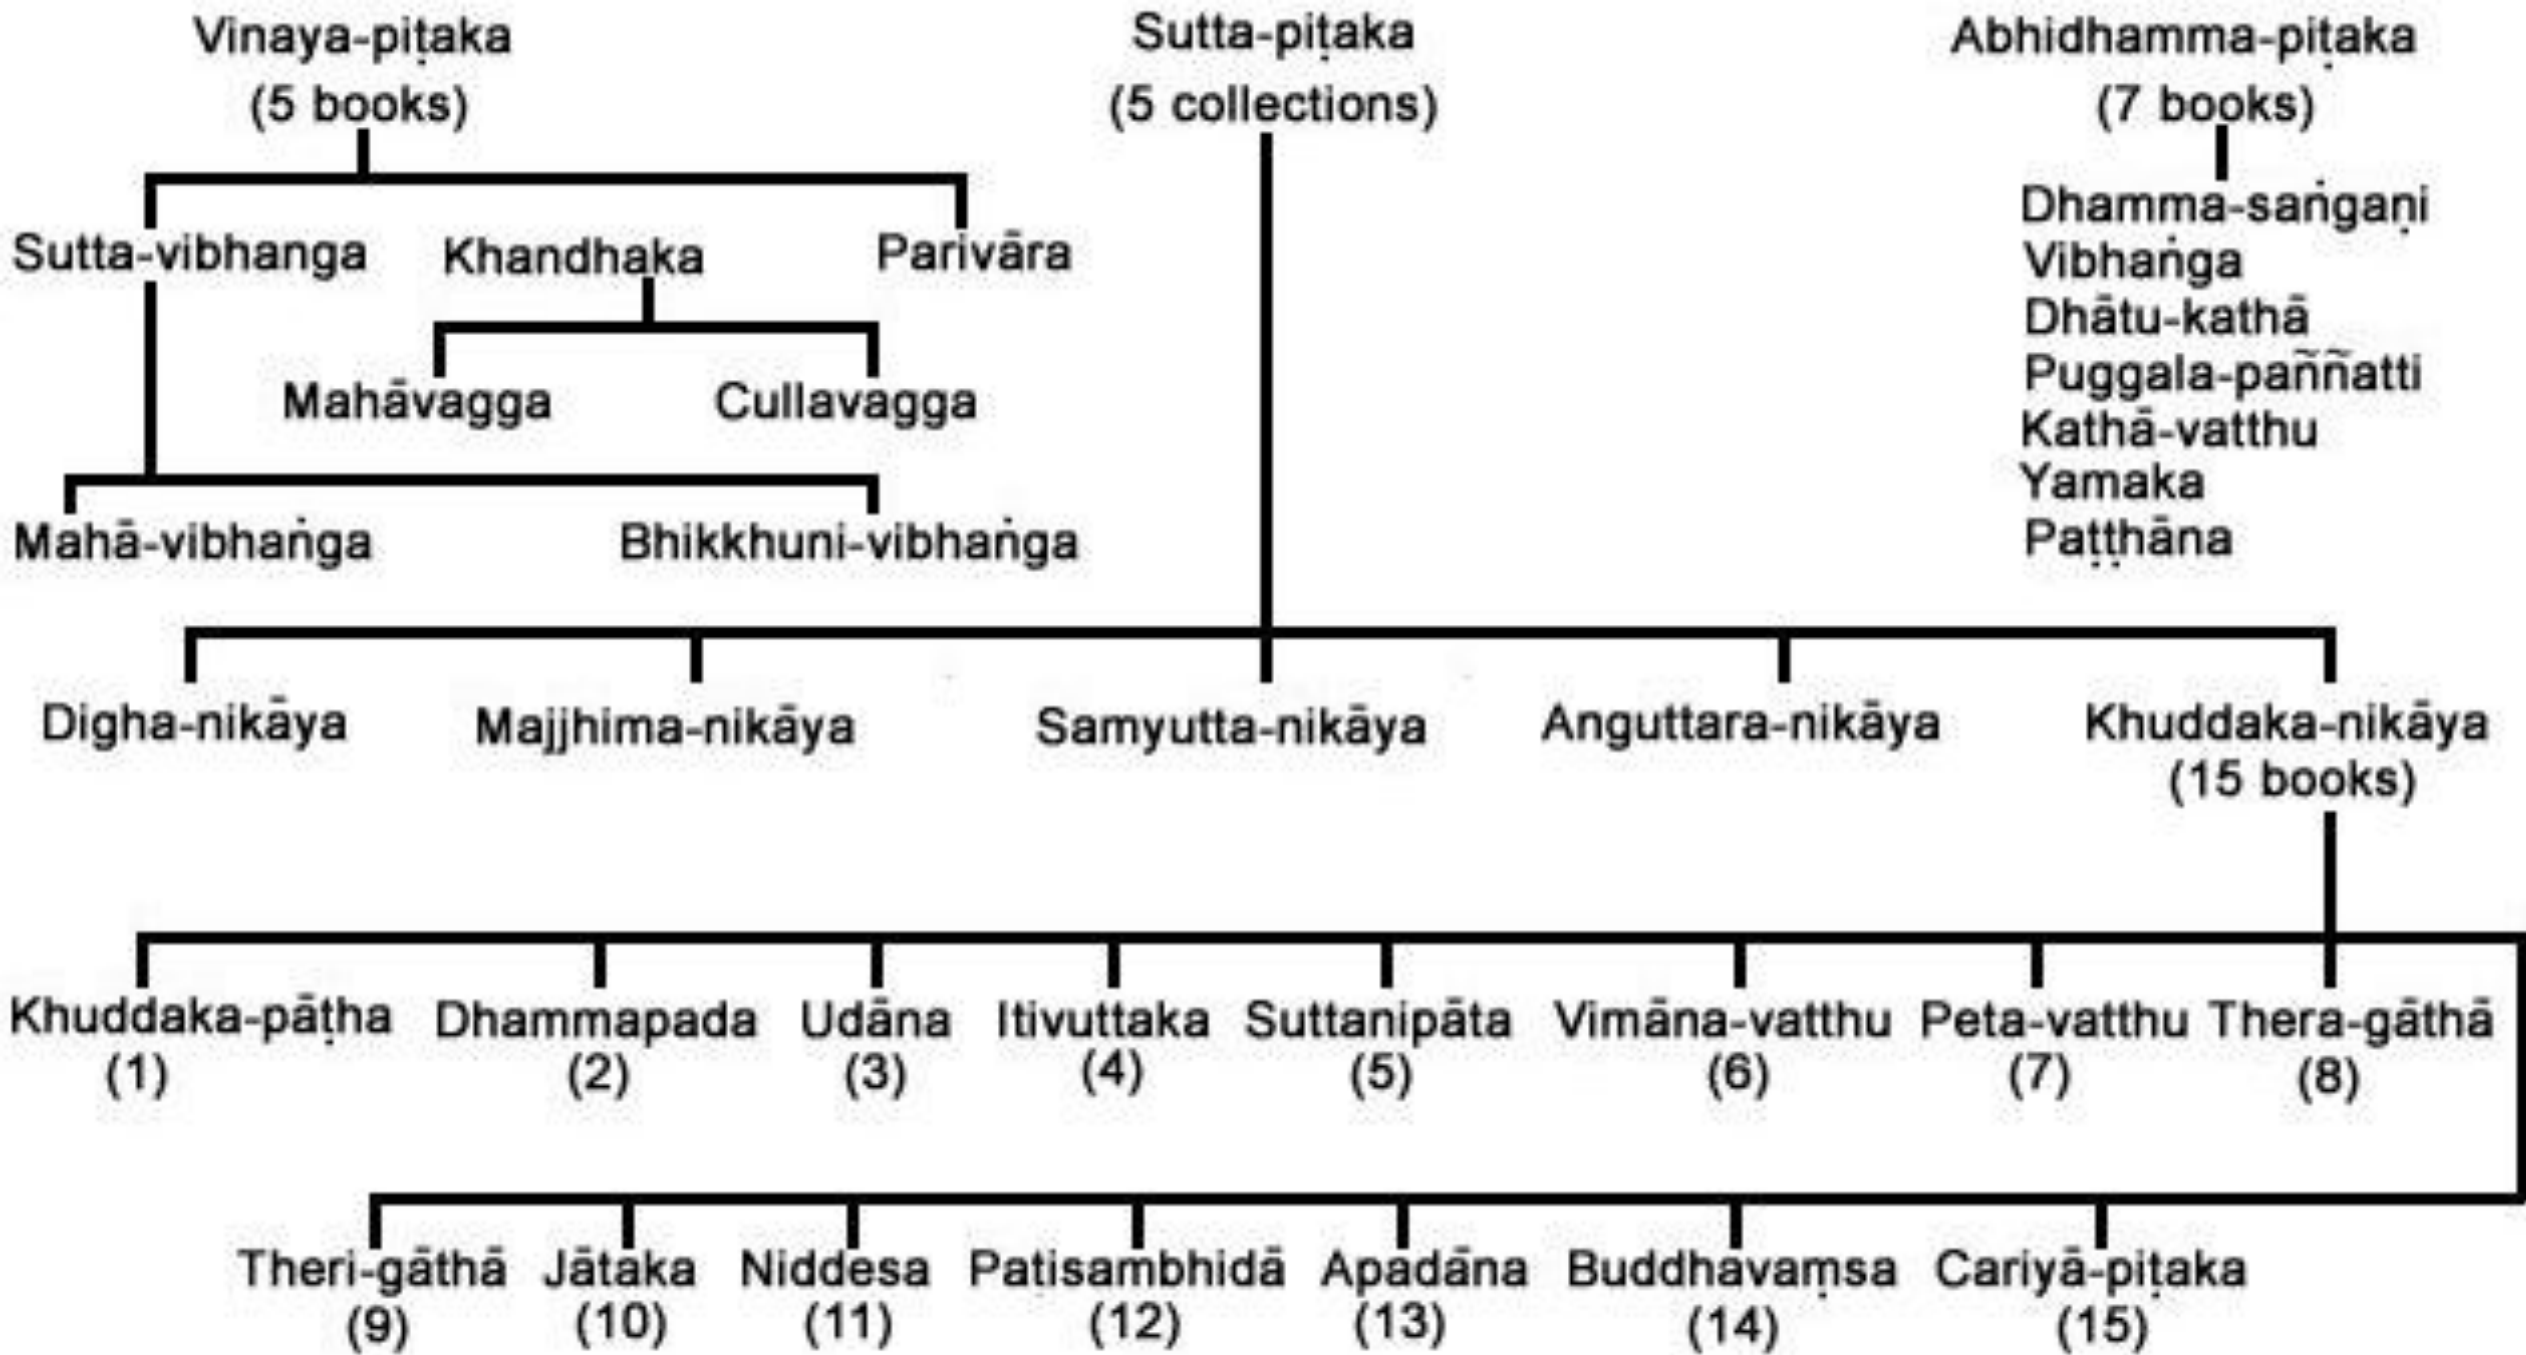 Vinaya-piṭaka
(5 books)
Sutta-piṭaka
(5 collections)
Abhidhamma-piṭaka
(7 books)
Sutta-vibhanga
Khandhaka
Parivāra
Mahāvagga
Cullavagga
Mahā-vibhaṅga
Bhikkhuni-vibhaṅga
Dhamma-saṅgaṇi
Vibhaṅga
Dhātu-kathā
Puggala-paññatti
Kathā-vatthu
Yamaka
Paṭṭhāna
Digha-nikāya
Majjhima-nikāya
Samyutta-nikāya
Anguttara-nikāya
Khuddaka-nikāya
(15 books)
Khuddaka-pāṭha
(1)
Dhammapada
(2)
Udāna
(3)
Itivuttaka
(4)
Suttanipāta
(5)
Vimāna-vatthu
(6)
Peta-vatthu
(7)
Thera-gāthā
(8)
Theri-gāthā
(9)
Jātaka
(10)
Niddesa
(11)
Paṭisambhidā
(12)
Apadāna
(13)
Buddhavaṃsa
(14)
Cariyā-piṭaka
(15)